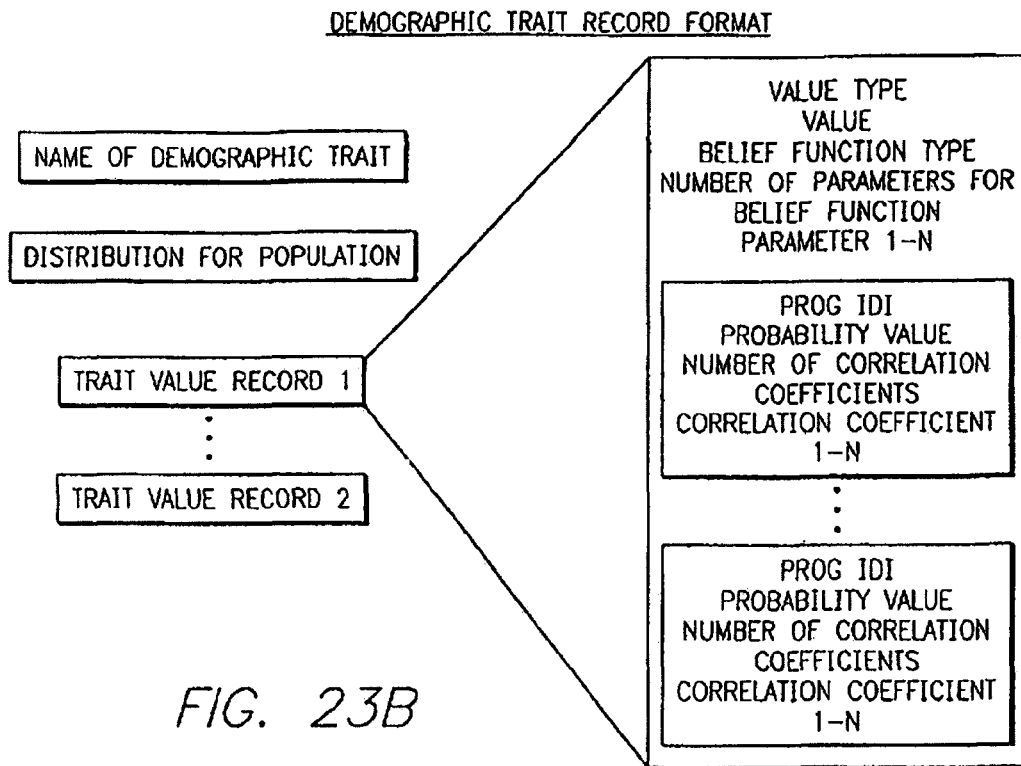 DEMOGRAPHIC TRAIT RECORD FORMAT
NAME OF DEMOGRAPHIC TRAIT
DISTRIBUTION FOR POPULATION
TRAIT VALUE RECORD 1
TRAIT VALUE RECORD 2
VALUE TYPE
VALUE
BELIEF FUNCTION TYPE
NUMBER OF PARAMETERS FOR
BELIEF FUNCTION
PARAMETER 1-N
PROG IDI
PROBABILITY VALUE
NUMBER OF CORRELATION
COEFFICIENTS
CORRELATION COEFFICIENT
1-N
PROG IDI
PROBABILITY VALUE
NUMBER OF CORRELATION
COEFFICIENTS
CORRELATION COEFFICIENT
1-N
FIG. 23B